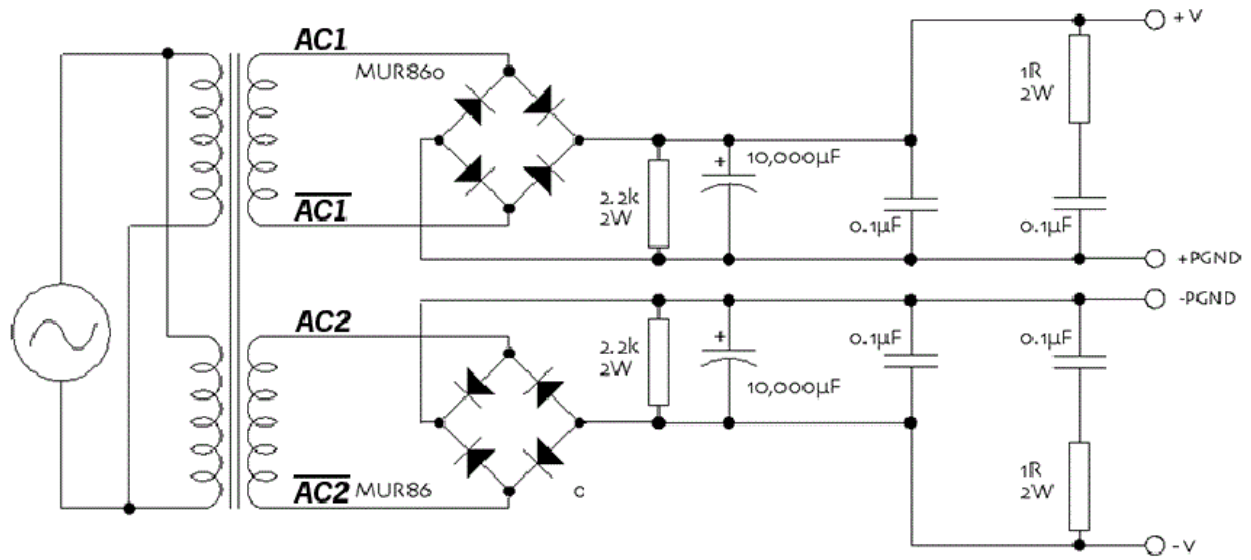 AC1
MUR860
AC1
2.2k
2W
+
10,000µF
0.1µF
1R
2W
0.1µF
+V
+PGND
-PGND
AC2
AC2
MUR86
0
2.2k
2W
+
10,000µF
0.1µF
0.1µF
1R
2W
-V